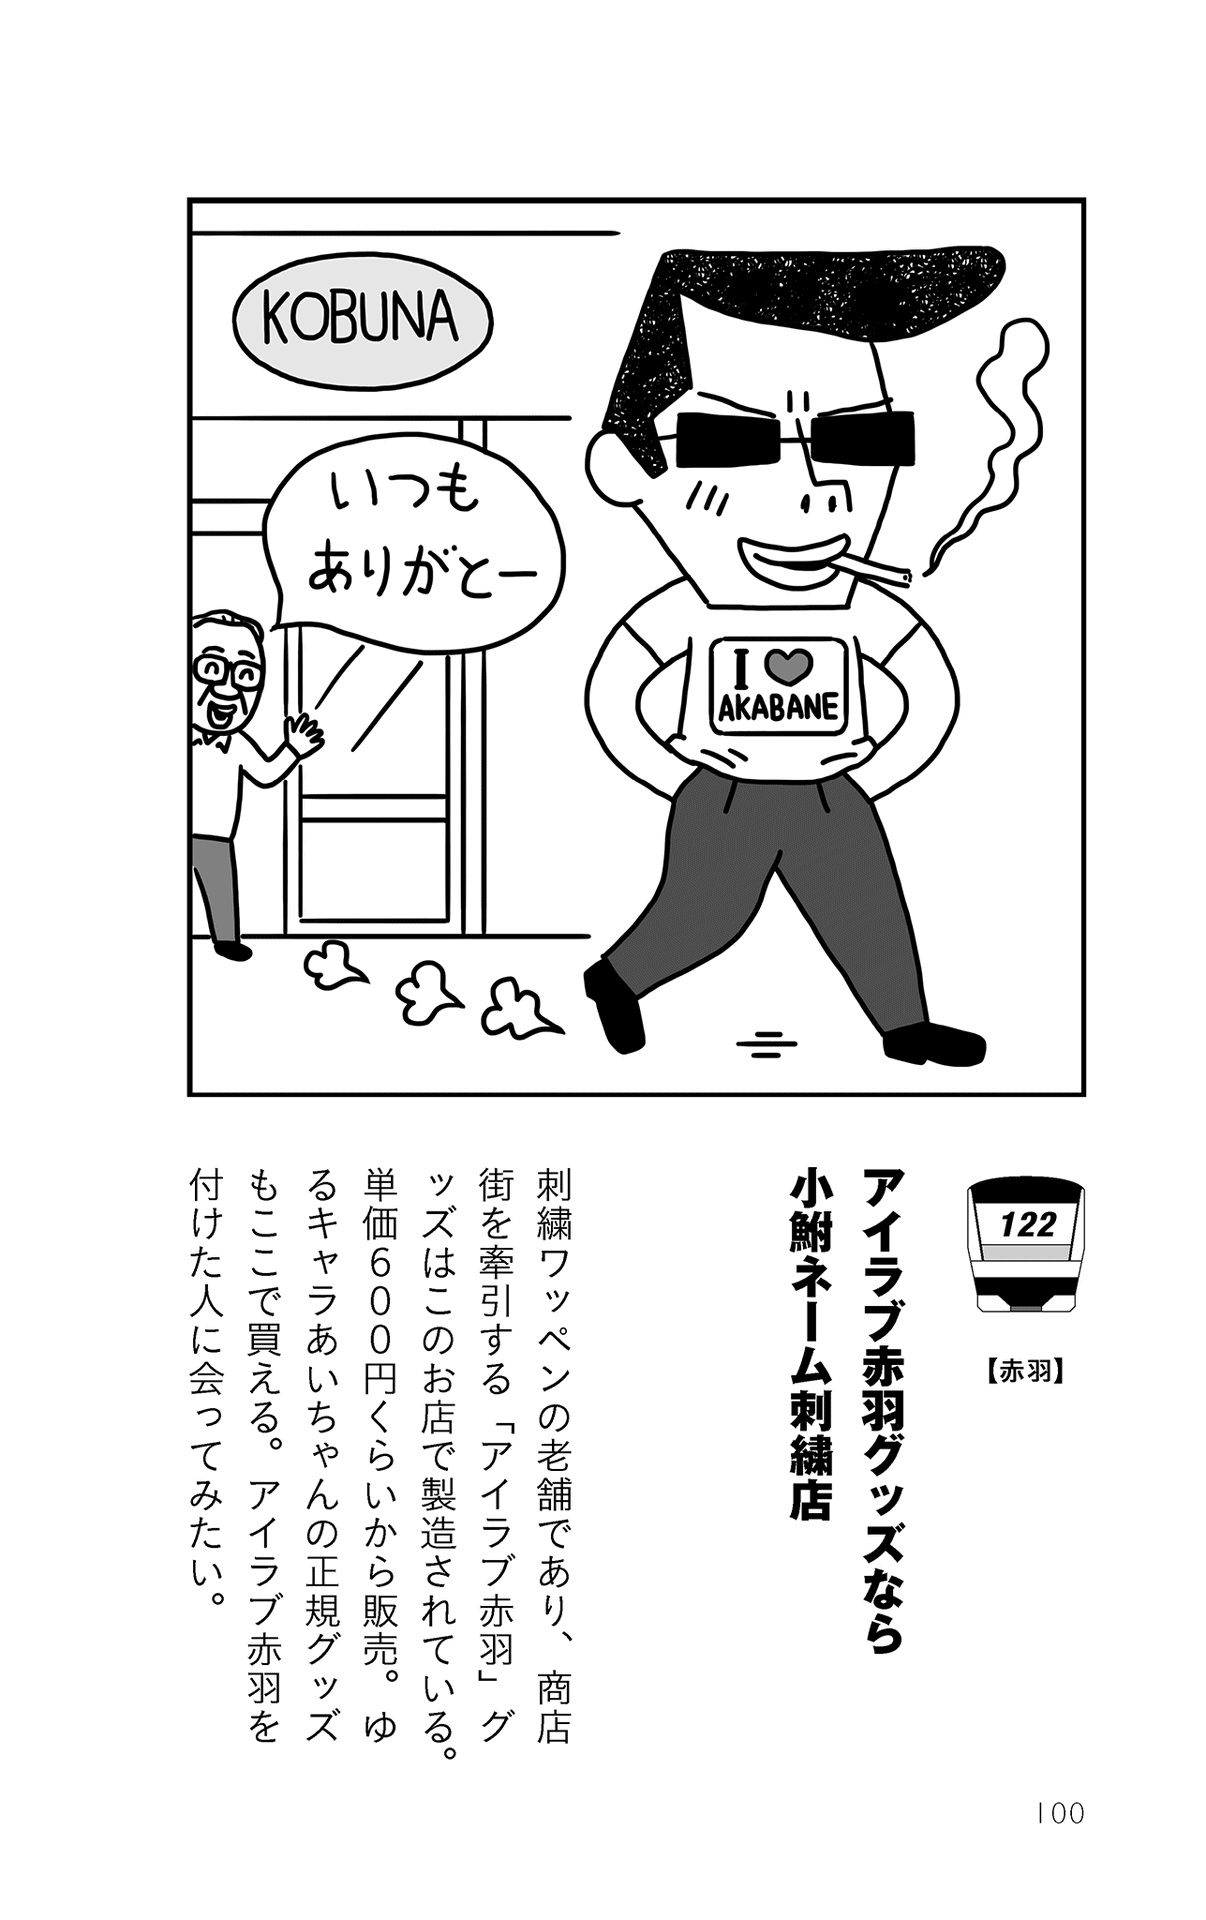 KOBUNA
いつも
ありがとー
I
AKABANE
122
【赤羽】
アイラブ赤羽グッズなら
小鮒ネーム刺繍店
刺繍ワッペンの老舗であり、商店
街を牽引する「アイラブ赤羽」グ
ッズはこのお店で製造されている。
単価600円くらいから販売。ゆ
るキャラあいちゃんの正規グッズ
もここで買える。アイラブ赤羽を
付けた人に会ってみたい。
100